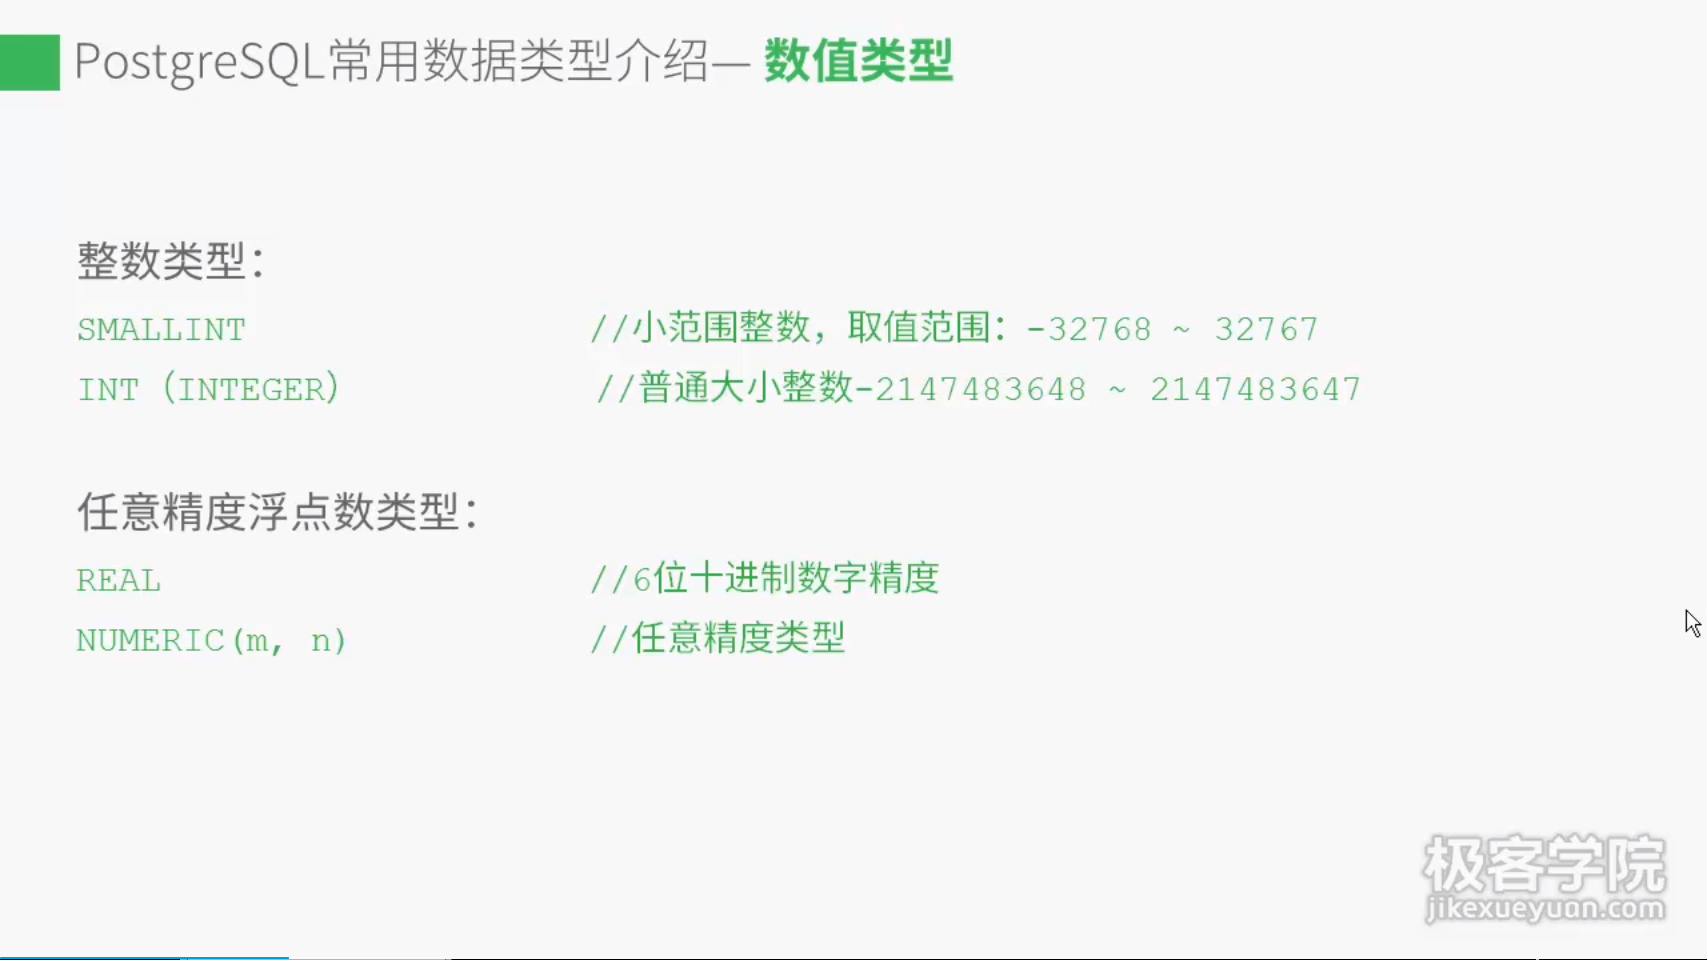 PostgreSQL常用数据类型介绍— 数值类型
整数类型：
SMALLINT //小范围整数，取值范围：-32768 ~ 32767
INT（INTEGER） //普通大小整数-2147483648 ~ 2147483647
任意精度浮点数类型：
REAL //6位十进制数字精度
NUMERIC(m, n) //任意精度类型
极客学院
jikexueyuan.com